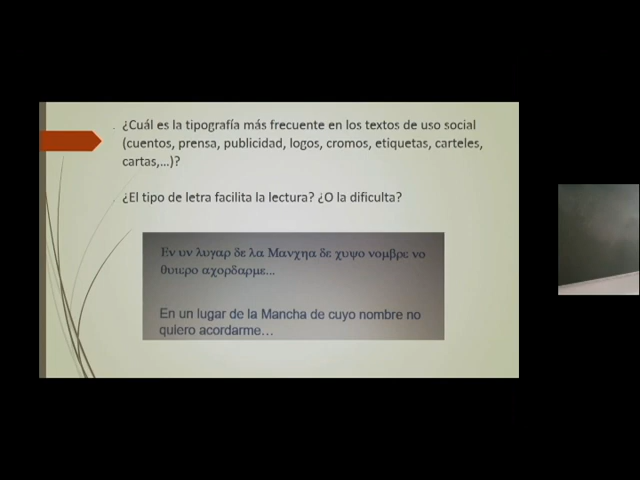 ¿Cuál es la tipografía más frecuente en los textos de uso social
(cuentos, prensa, publicidad, logos, cromos, etiquetas, carteles,
cartas,...)?
¿El tipo de letra facilita la lectura? ¿O la dificulta?
Εν υν λυγαρ δε λα Μανχηα δε χυψο νομβρε νο
θυιερο αχορδαρμε...
En un lugar de la Mancha de cuyo nombre no
quiero acordarme…